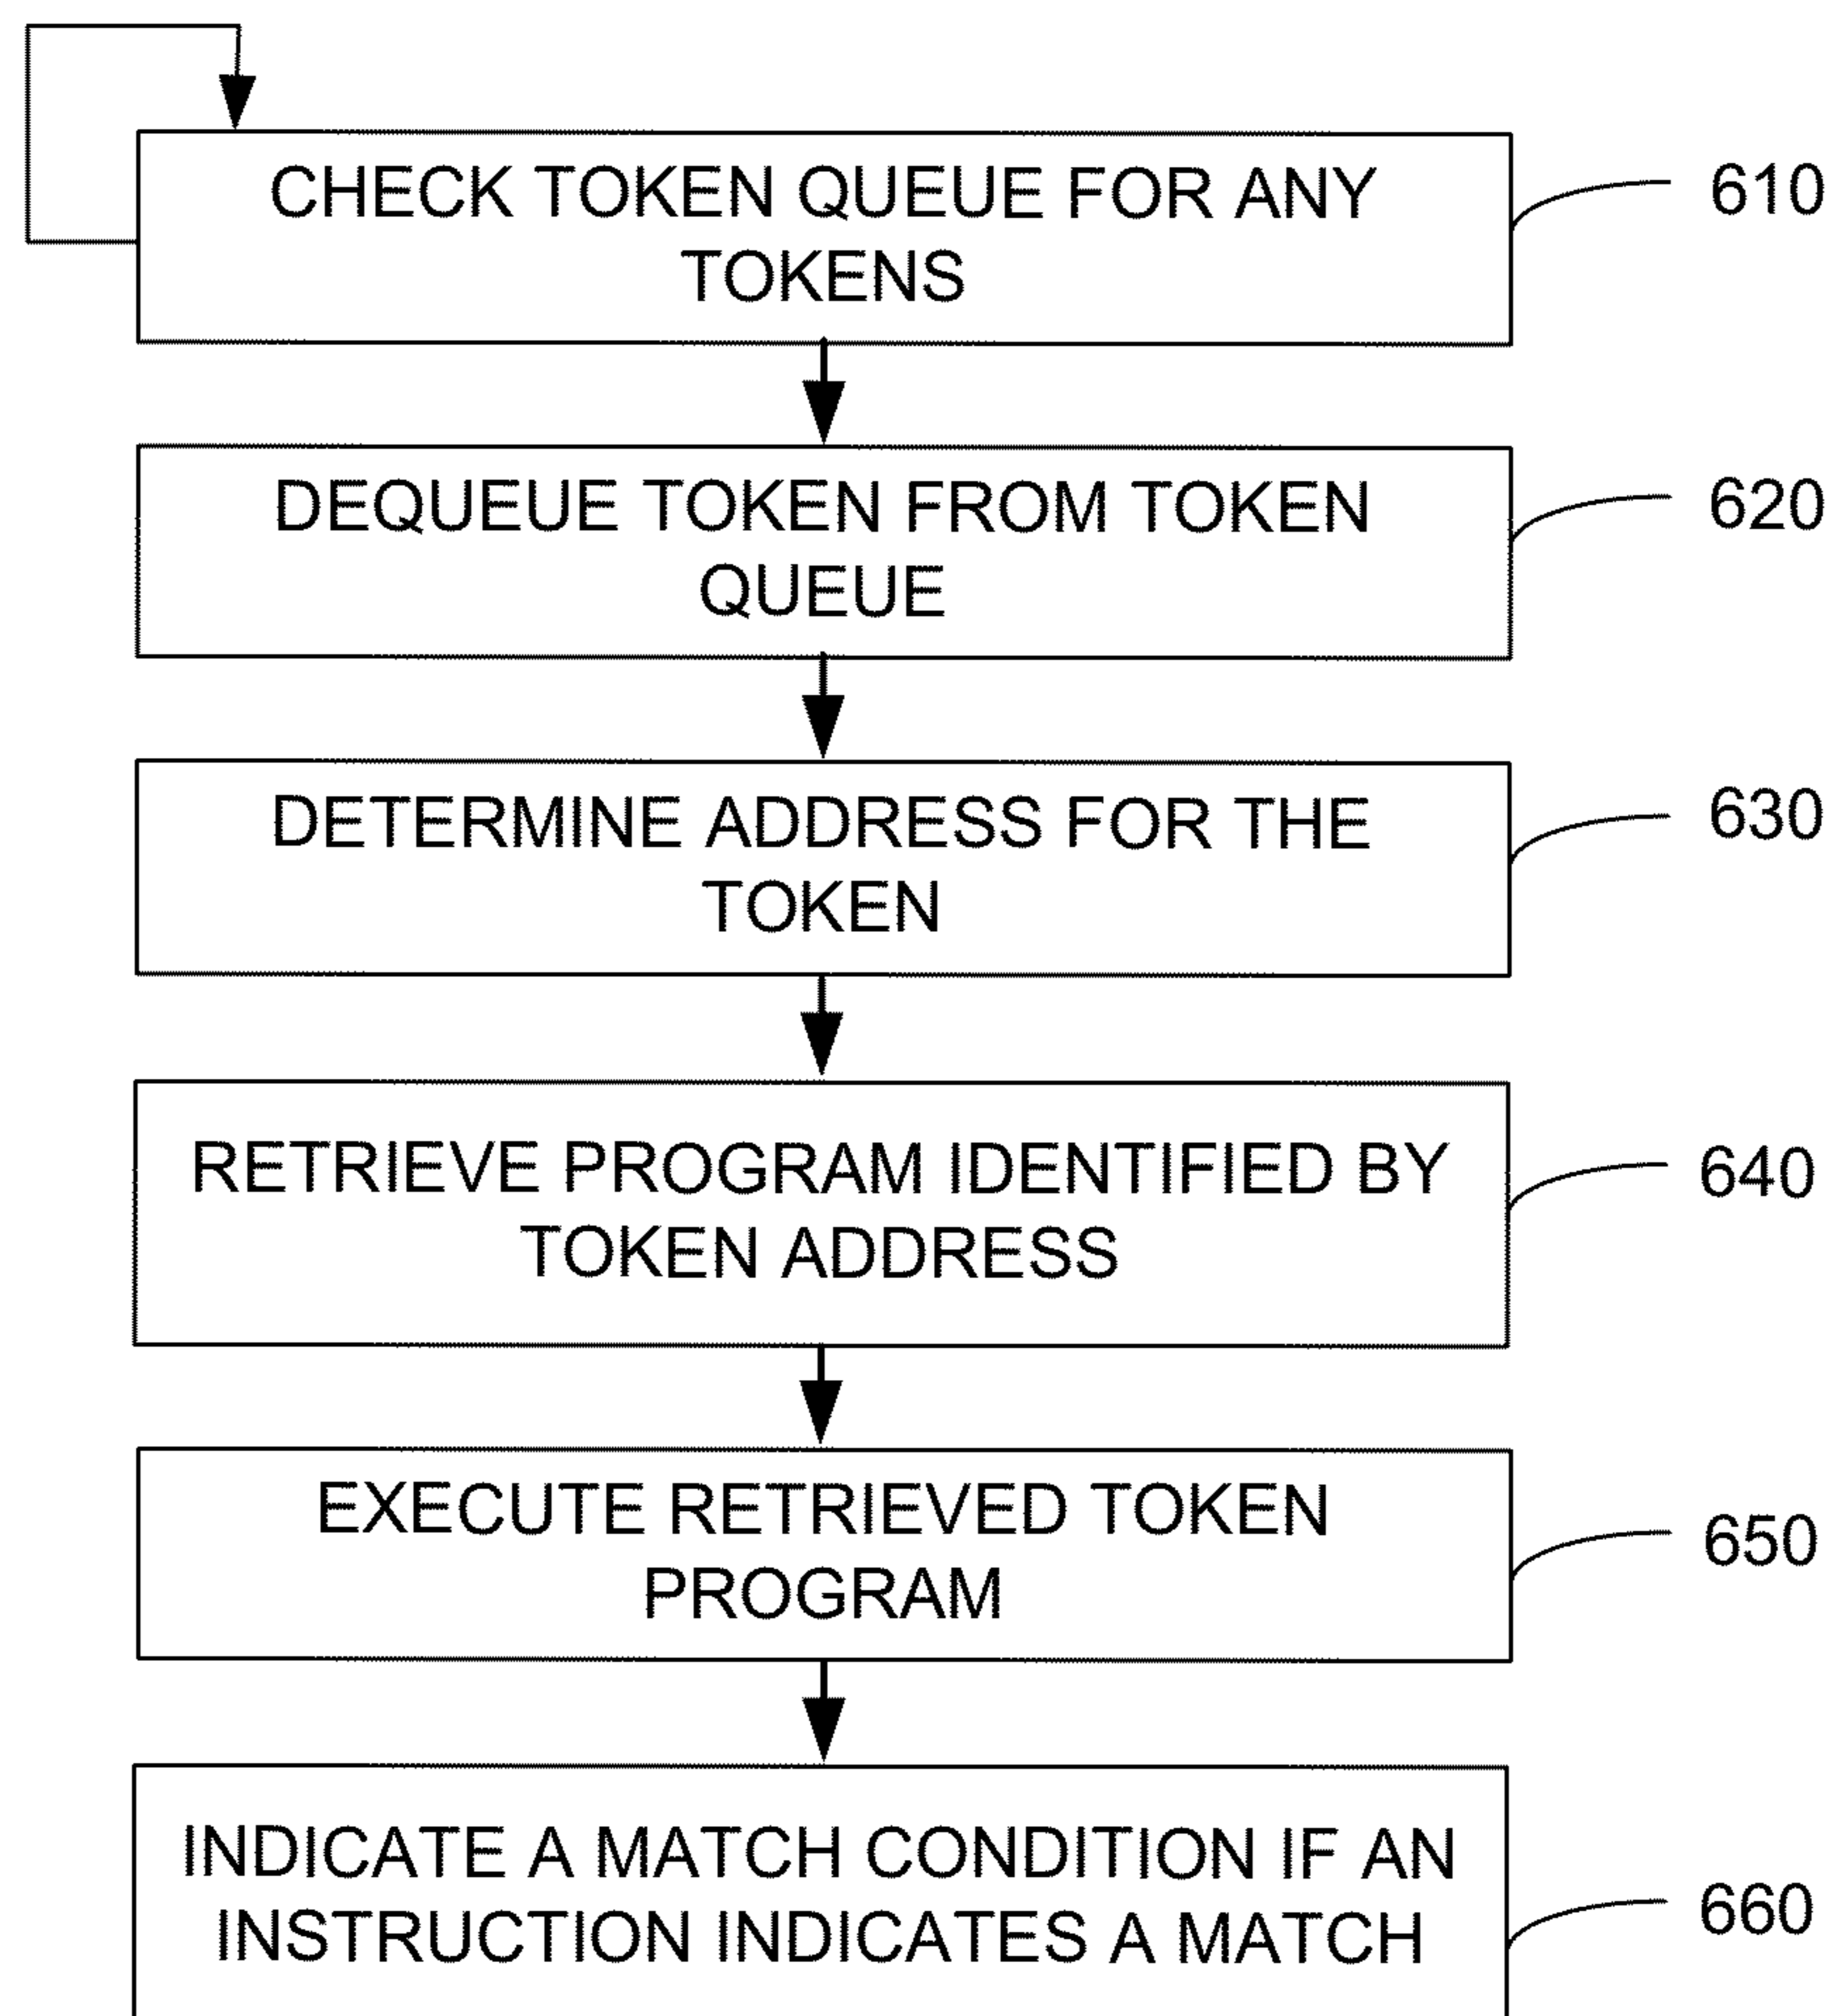 CHECK TOKEN QUEUE FOR ANY
TOKENS
610
DEQUEUE TOKEN FROM TOKEN
QUEUE
620
DETERMINE ADDRESS FOR THE
TOKEN
630
RETRIEVE PROGRAM IDENTIFIED BY
TOKEN ADDRESS
640
EXECUTE RETRIEVED TOKEN
PROGRAM
650
INDICATE A MATCH CONDITION IF AN
INSTRUCTION INDICATES A MATCH
660